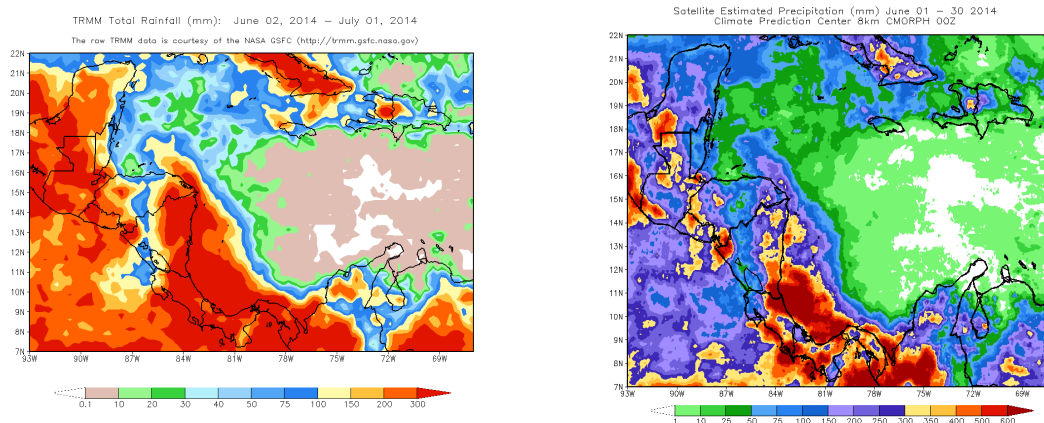 TRMM Total Rainfall (mm): June 02, 2014 – July 01, 2014
The raw TRMM data is courtesy of the NASA GSFC (http://trmm.gsfc.nasa.gov)
22N
21N
20N
19N
18N
17N
16N
15N
14N
13N
12N
11N
10N
9N
8N
7N
93W 90W 87W 84W 81W 78W 75W 72W 69W
0.1 10 20 30 40 50 75 100 150 200 300
Satellite Estimated Precipitation (mm) June 01 – 30 2014
Climate Prediction Center 8km CMORPH 00Z
22N
21N
20N
19N
18N
17N
16N
15N
14N
13N
12N
11N
10N
9N
8N
7N
93W 90W 87W 84W 81W 78W 75W 72W 69W
1 10 25 50 75 100 150 200 250 300 350 400 500 600